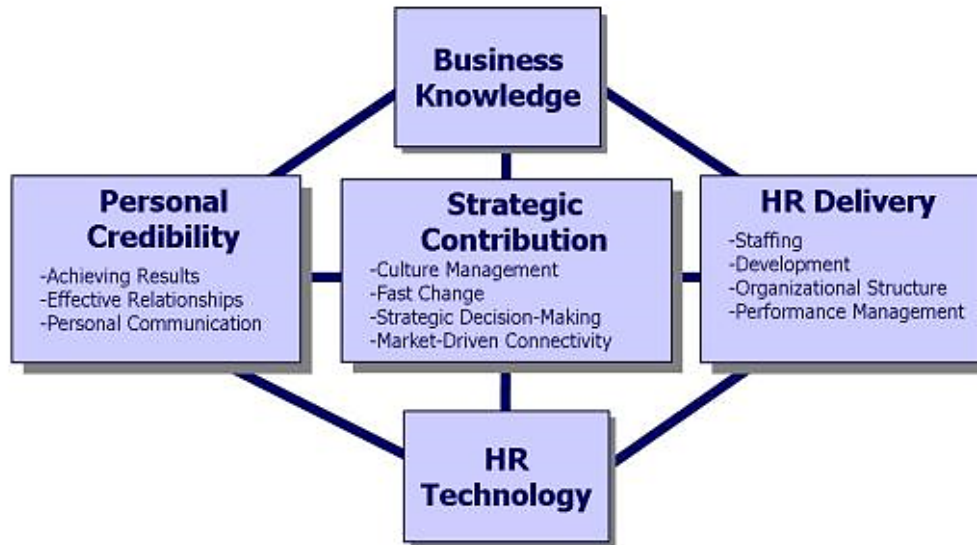 Business
Knowledge
Personal
Credibility
-Achieving Results
-Effective Relationships
-Personal Communication
Strategic
Contribution
-Culture Management
-Fast Change
-Strategic Decision-Making
-Market-Driven Connectivity
HR Delivery
-Staffing
-Development
-Organizational Structure
-Performance Management
HR
Technology